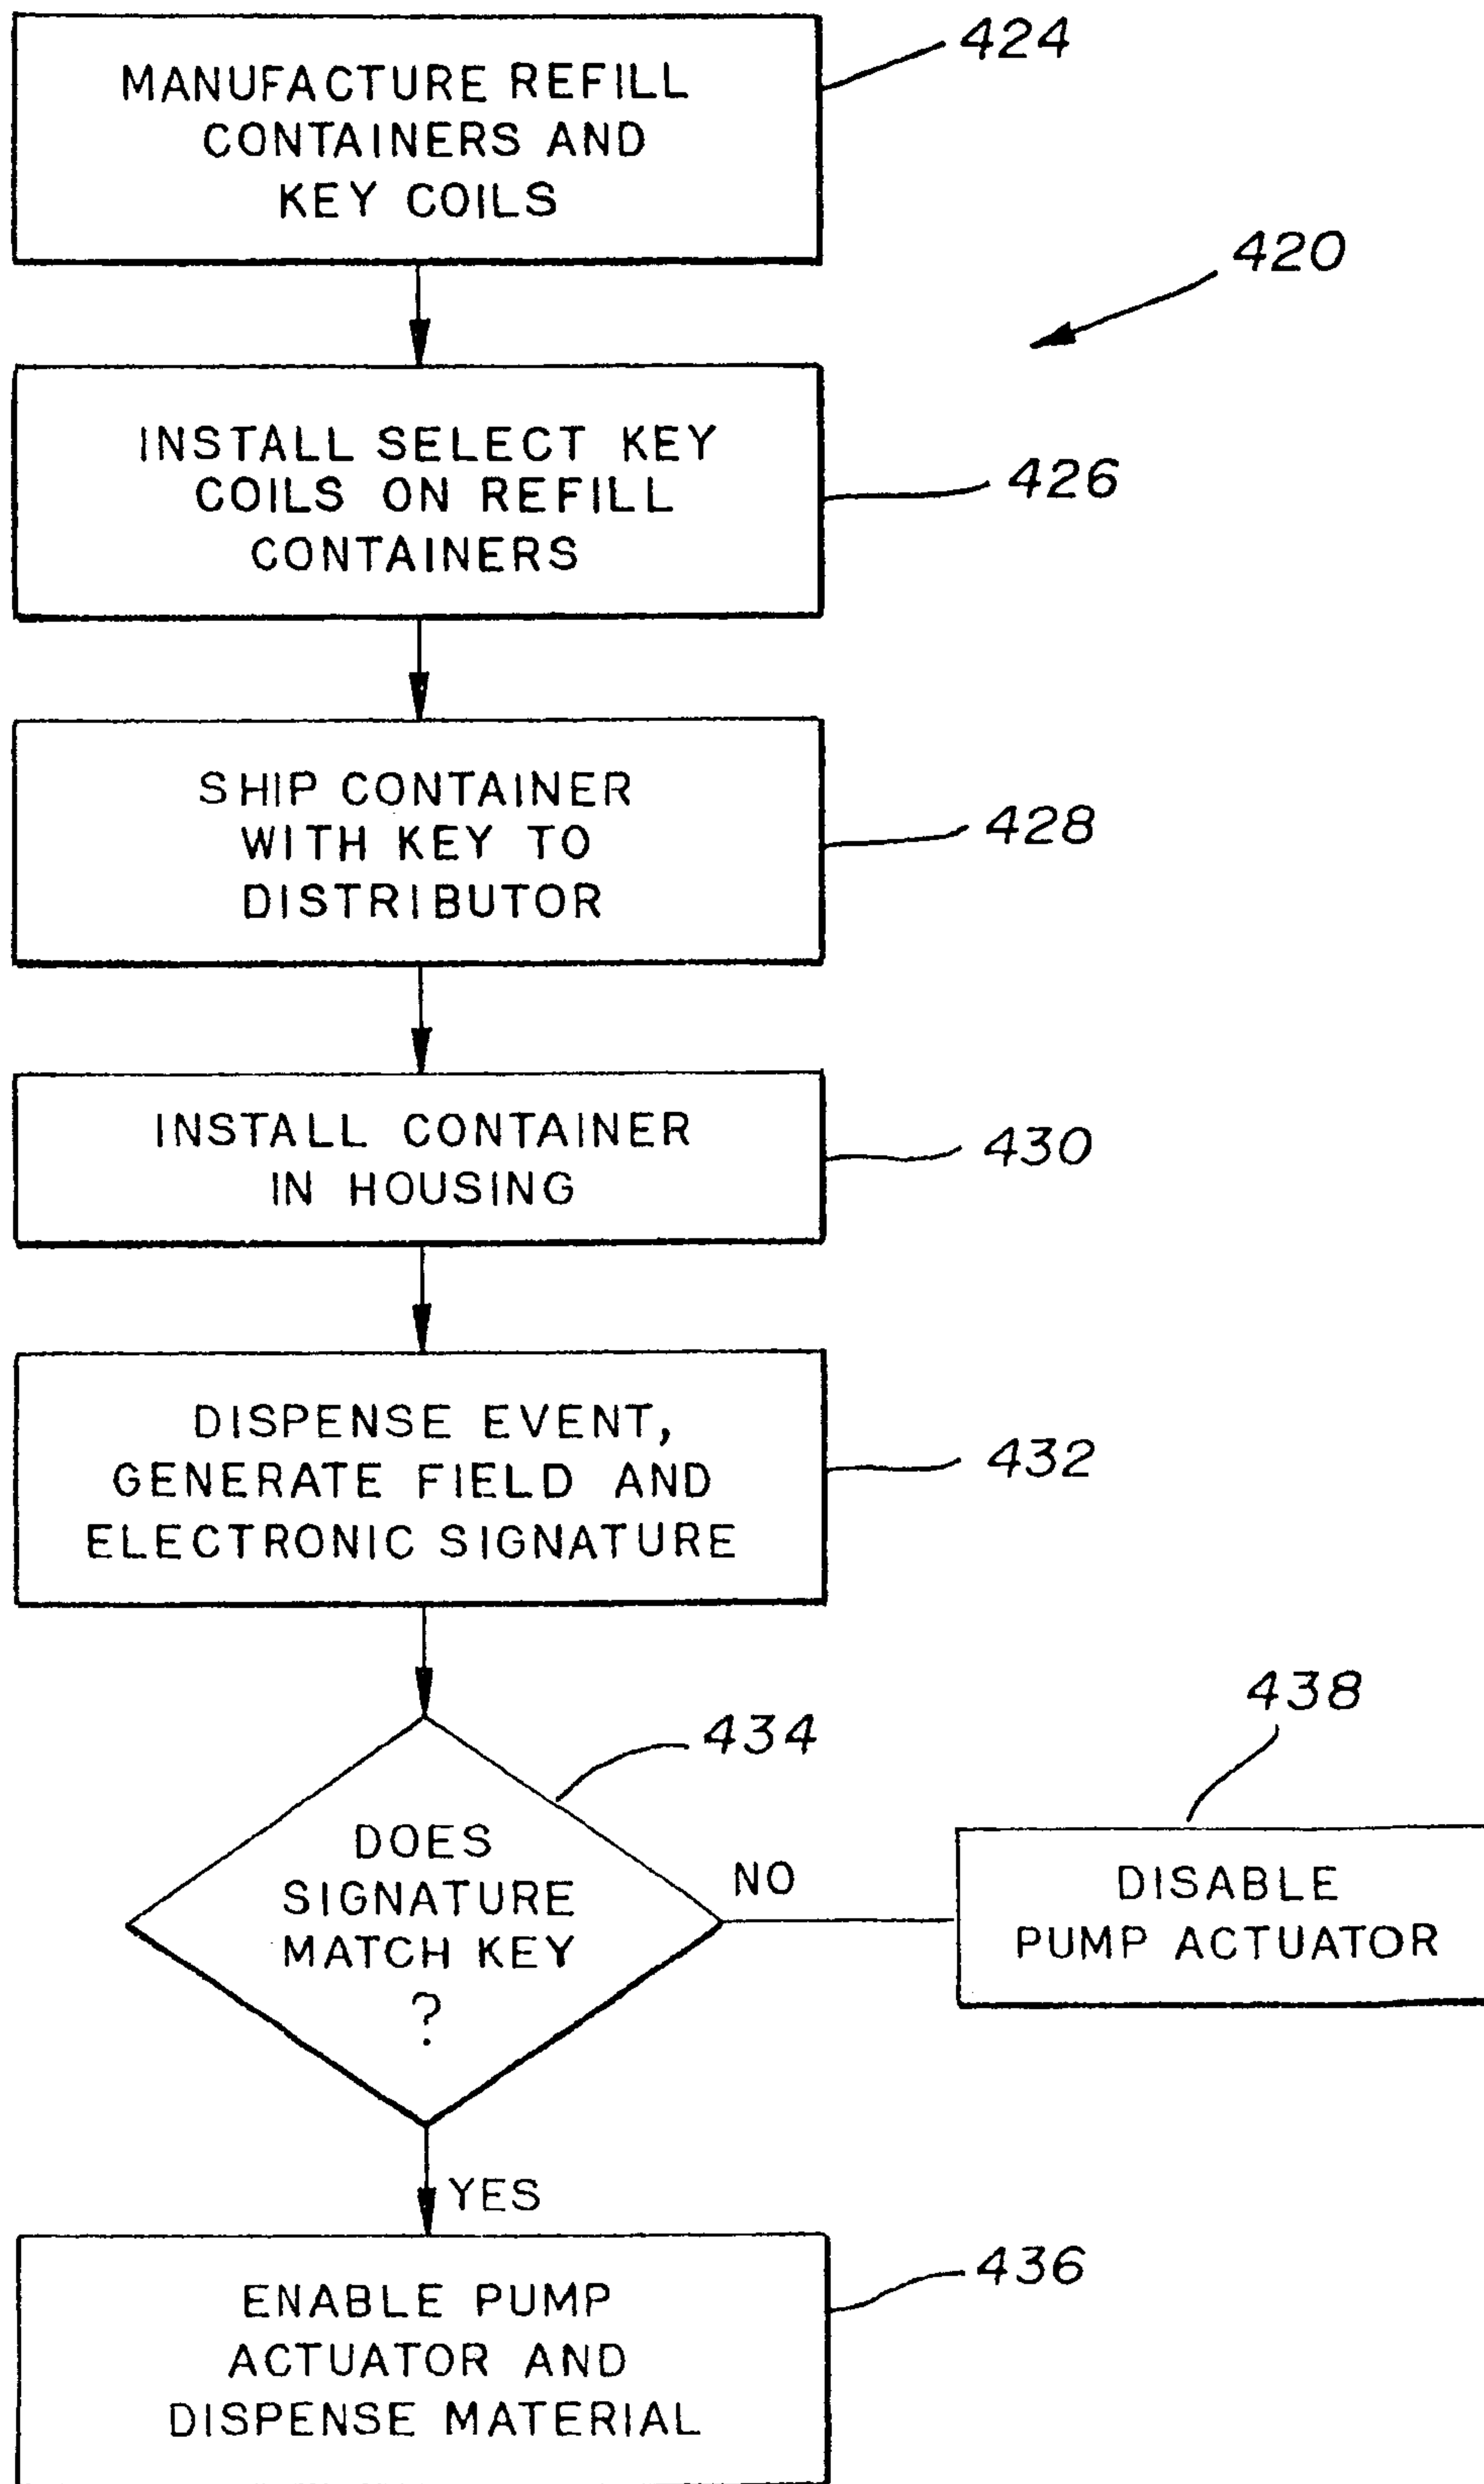 MANUFACTURE REFILL
CONTAINERS AND
KEY COILS
424
420
INSTALL SELECT KEY
COILS ON REFILL
CONTAINERS
426
SHIP CONTAINER
WITH KEY TO
DISTRIBUTOR
428
INSTALL CONTAINER
IN HOUSING
430
DISPENSE EVENT,
GENERATE FIELD AND
ELECTRONIC SIGNATURE
432
434
DOES
SIGNATURE
MATCH KEY
?
NO
438
DISABLE
PUMP ACTUATOR
YES
ENABLE PUMP
ACTUATOR AND
DISPENSE MATERIAL
436